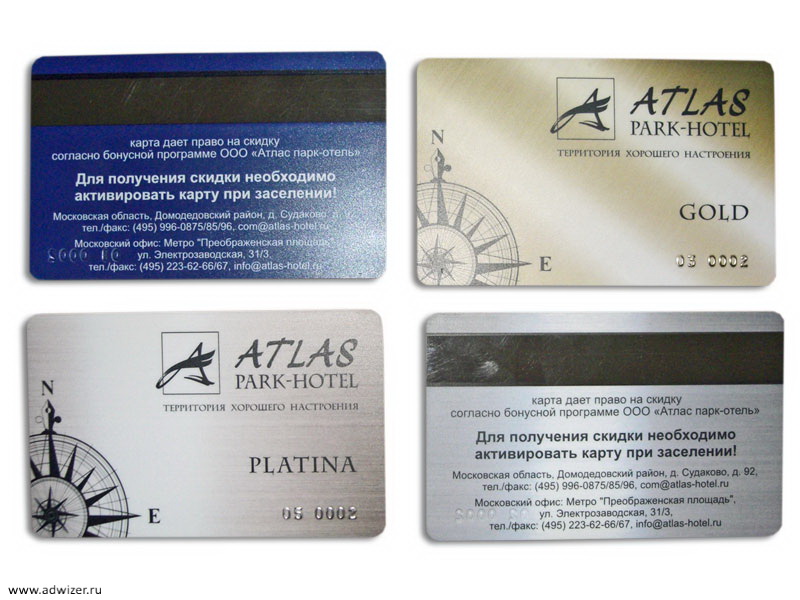 карта дает право на скидку
согласно бонусной программе ООО «Атлас парк-отель»
Для получения скидки необходимо
активировать карту при заселении!
Московская область, Домодедовский район, д. Судаково, д. 9
тел./факс: (495) 996-0875/85/96, com@atlas-hotel.ru
Московский офис: Метро "Преображенская площадь",
ул. Электрозаводская, 31/3,
тел./факс: (495) 223-62-66/67, info@atlas-hotel.ru
ATLAS
PARK-HOTEL
ТЕРРИТОРИЯ ХОРОШЕГО НАСТРОЕНИЯ
N
GOLD
E
03 0002
ATLAS
PARK-HOTEL
ТЕРРИТОРИЯ ХОРОШЕГО НАСТРОЕНИЯ
N
PLATINA
E
05 0002
карта дает право на скидку
согласно бонусной программе ООО «Атлас парк-отель»
Для получения скидки необходимо
активировать карту при заселении!
Московская область, Домодедовский район, д. Судаково, д. 92,
тел./факс: (495) 996-0875/85/96, com@atlas-hotel.ru
Московский офис: Метро "Преображенская площадь",
ул. Электрозаводская, 31/3,
тел./факс: (495) 223-62-66/67, info@atlas-hotel.ru
www.adwizer.ru